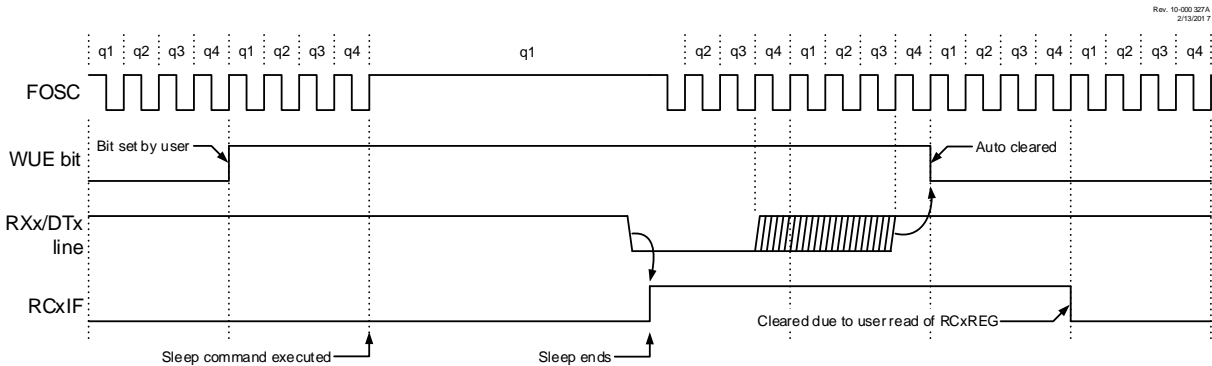 Rev. 10-000327A
2/13/2017
q1 q2 q3 q4 q1 q2 q3 q4 q1 q2 q3 q4 q1 q2 q3 q4 q1 q2 q3 q4 q1 q2 q3 q4
FOSC
WUE bit
Bit set by user
Auto cleared
RXx/DTx
line
RCxIF
Cleared due to user read of RCxREG
Sleep command executed
Sleep ends